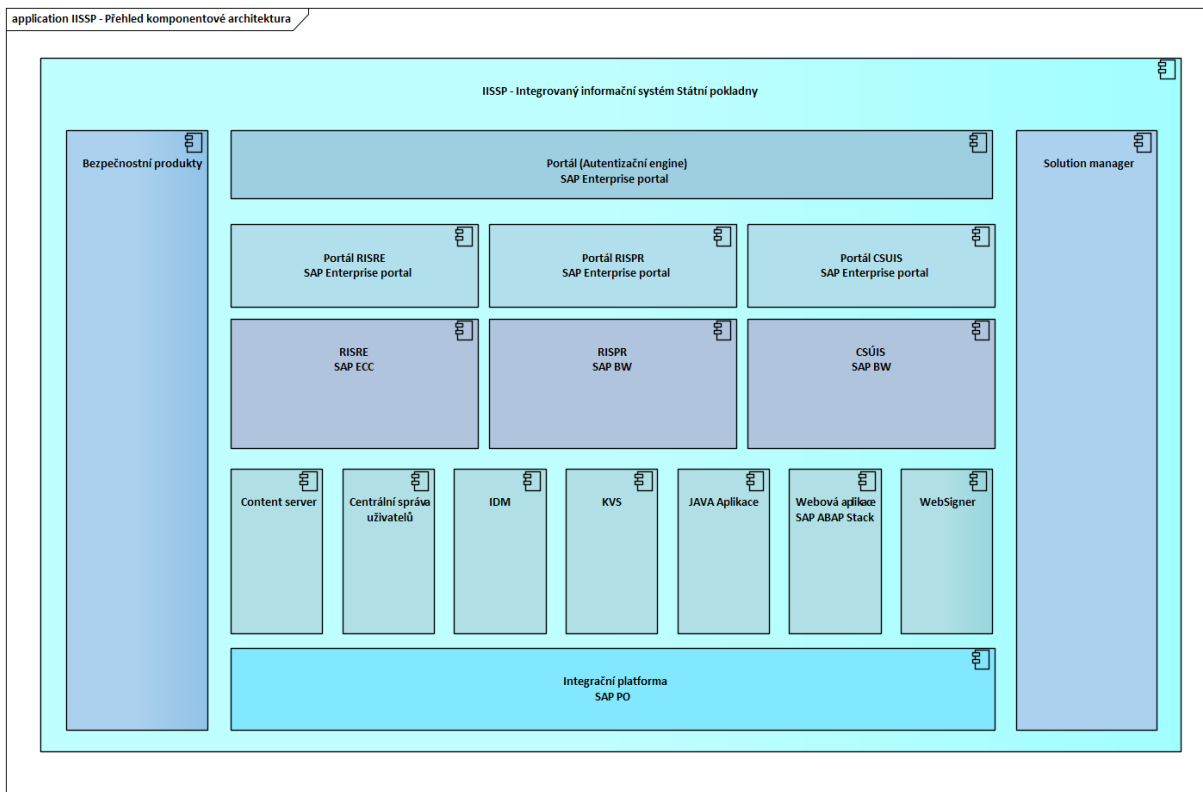 application IISSP - Přehled komponentové architektura
IISSP - Integrovaný informační systém Státní pokladny
Bezpečnostní produkty
Portál (Autentizační engine)
SAP Enterprise portal
Solution manager
Portál RISRE
SAP Enterprise portal
Portál RISPR
SAP Enterprise portal
Portál CSUIS
SAP Enterprise portal
RISRE
SAP ECC
RISPR
SAP BW
CSÚIS
SAP BW
Content server
Centrální správa
uživatelů
IDM
KVS
JAVA Aplikace
Webová aplikace
SAP ABAP Stack
WebSigner
Integrační platforma
SAP PO